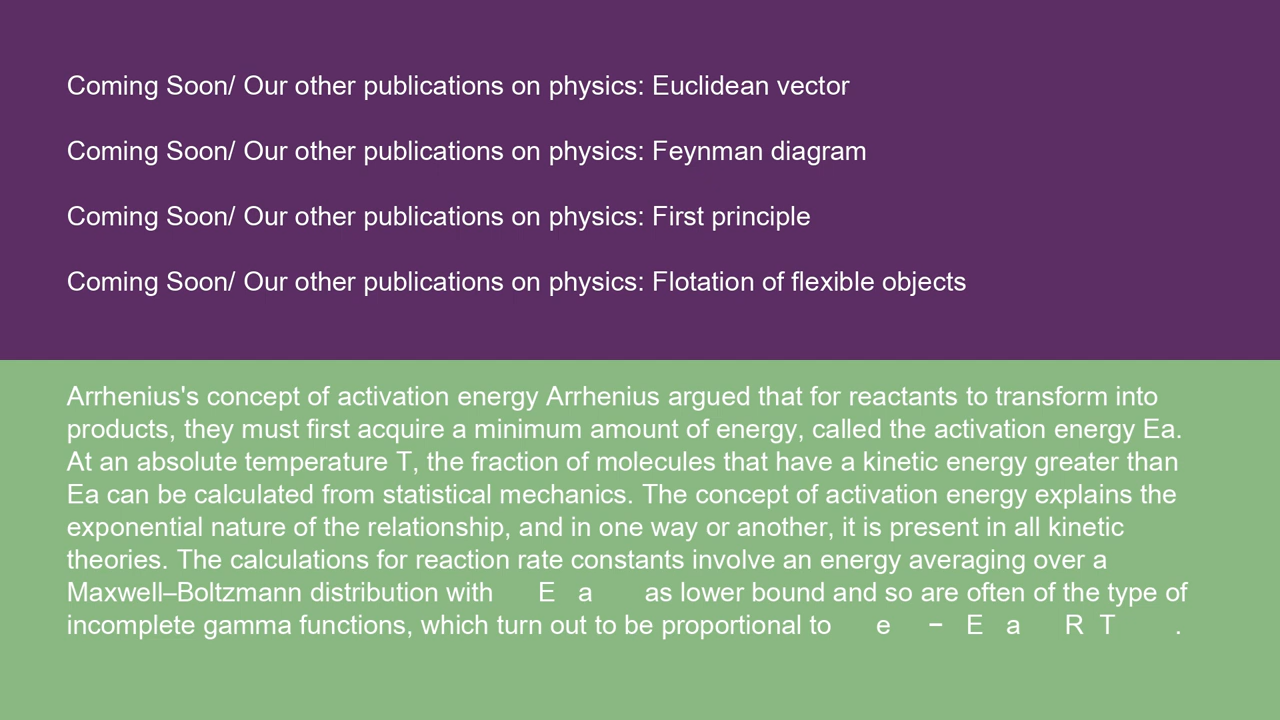 Coming Soon/ Our other publications on physics: Euclidean vector
Coming Soon/ Our other publications on physics: Feynman diagram
Coming Soon/ Our other publications on physics: First principle
Coming Soon/ Our other publications on physics: Flotation of flexible objects
Arrhenius's concept of activation energy Arrhenius argued that for reactants to transform into
products, they must first acquire a minimum amount of energy, called the activation energy Ea.
At an absolute temperature T, the fraction of molecules that have a kinetic energy greater than
Ea can be calculated from statistical mechanics. The concept of activation energy explains the
exponential nature of the relationship, and in one way or another, it is present in all kinetic
theories. The calculations for reaction rate constants involve an energy averaging over a
Maxwell–Boltzmann distribution with E a as lower bound and so are often of the type of
incomplete gamma functions, which turn out to be proportional to e − E a R T .